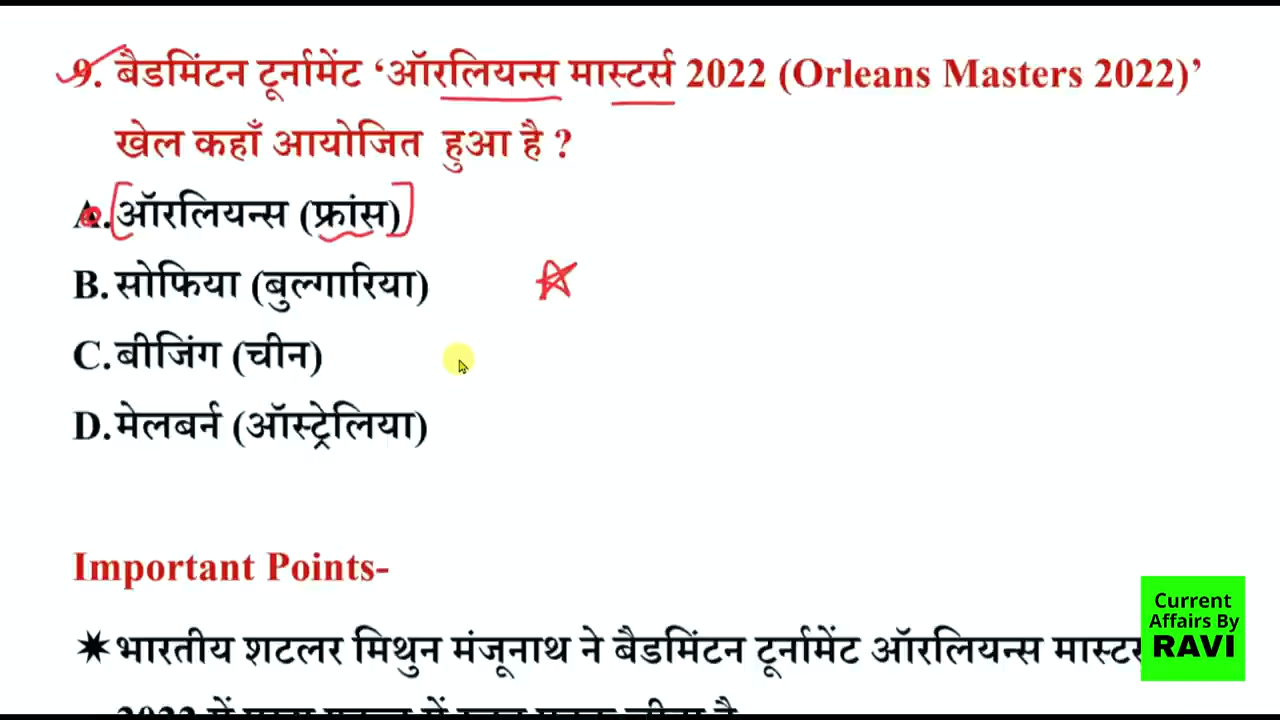 9. बैडमिंटन टूर्नामेंट ‘ऑरलियन्स मास्टर्स 2022 (Orleans Masters 2022)’
खेल कहाँ आयोजित हुआ है ?
A.ऑरलियन्स (फ्रांस)
B.सोफिया (बुल्गारिया)
C.बीजिंग (चीन)
D.मेलबर्न (ऑस्ट्रेलिया)
Important Points-
✷भारतीय शटलर मिथुन मंजूनाथ ने बैडमिंटन टूर्नामेंट ऑरलियन्स
Current
Affairs By
RAVI